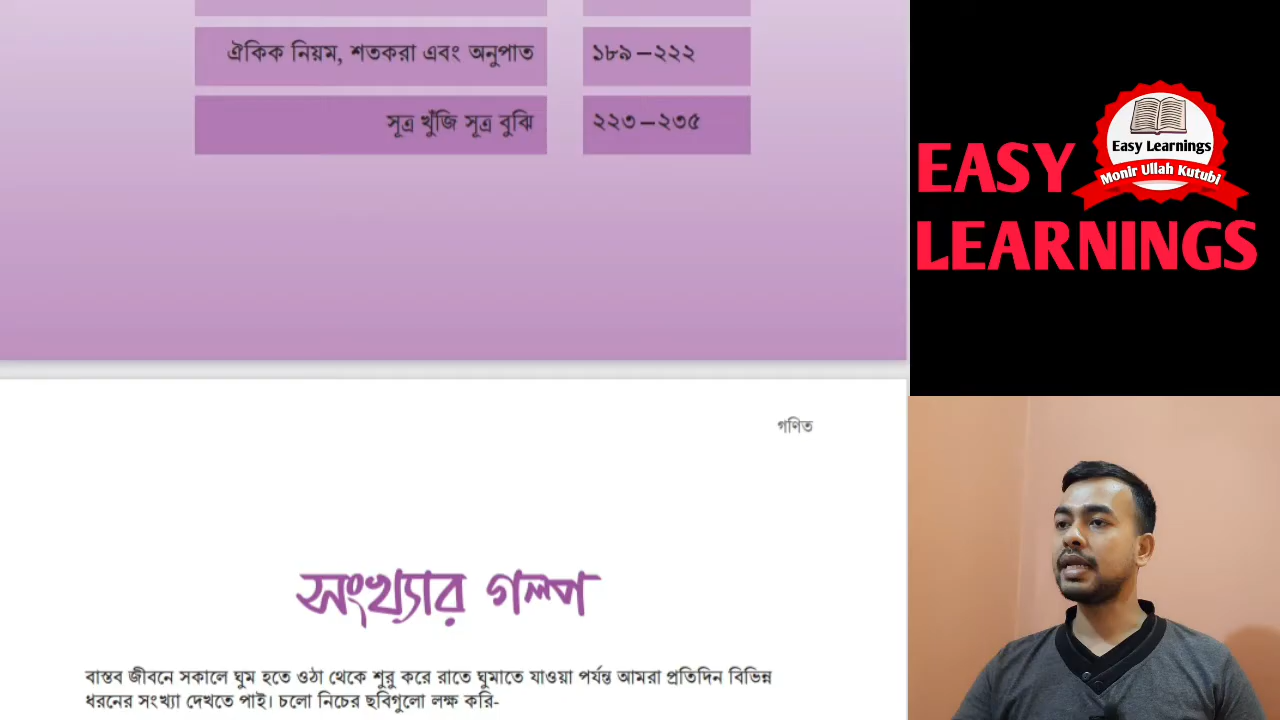 ঐকিক নিয়ম, শতকরা এবং অনুপাত ১৮৯–২২২
সূত্র খুঁজি সূত্র বুঝি ২২৩–২৩৫
EASY
LEARNINGS
Easy Learnings
Monir Ullah Kutubi
গণিত
সংখ্যার গল্প
বাস্তব জীবনে সকালে ঘুম হতে ওঠা থেকে শুরু করে রাতে ঘুমাতে যাওয়া পর্যন্ত আমরা প্রতিদিন বিভিন্ন
ধরনের সংখ্যা দেখতে পাই। চলো নিচের ছবিগুলো লক্ষ করি-